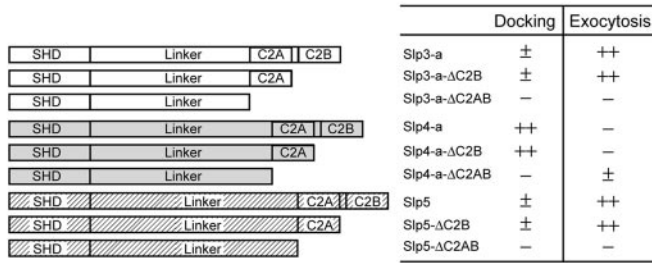 Docking Exocytosis
SHD Linker C2A C2B Slp3-a ± ++
SHD Linker C2A Slp3-a-ΔC2B ± ++
SHD Linker Slp3-a-ΔC2AB − −
SHD Linker C2A C2B Slp4-a ++ −
SHD Linker C2A Slp4-a-ΔC2B ++ −
SHD Linker Slp4-a-ΔC2AB − ±
SHD Linker C2A C2B Slp5 ± ++
SHD Linker C2A Slp5-ΔC2B ± ++
SHD Linker Slp5-ΔC2AB − −